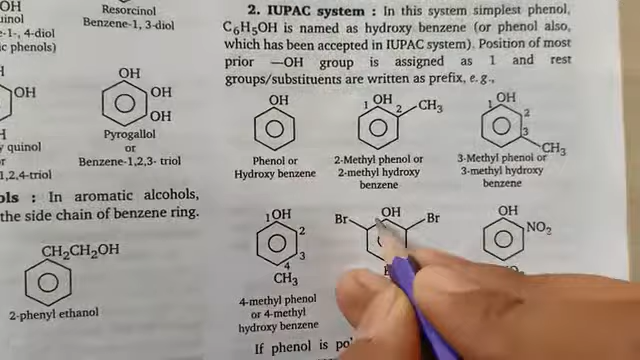 OH
uinol
e-1-, 4-diol
ic phenols)
Resorcinol
Benzene-1, 3-diol
H
OH
H
y quinol
r
1,2,4-triol
OH
OH
OH
Pyrogallol
or
Benzene-1,2,3- triol
ols : In aromatic alcohols,
the side chain of benzene ring.
CH2CH2OH
2-phenyl ethanol
2. IUPAC system : In this system simplest phenol,
C6H5OH is named as hydroxy benzene (or phenol also,
which has been accepted in IUPAC system). Position of most
prior —OH group is assigned as 1 and rest
groups/substituents are written as prefix, e.g.,
OH
Phenol or
Hydroxy benzene
1 OH
2 CH3
2-Methyl phenol or
2-methyl hydroxy
benzene
1 OH
2
3
CH3
3-Methyl phenol or
3-methyl hydroxy
benzene
1 OH
2
3
4
CH3
4-methyl phenol
or 4-methyl
hydroxy benzene
Br OH Br
OH
NO2
If phenol is